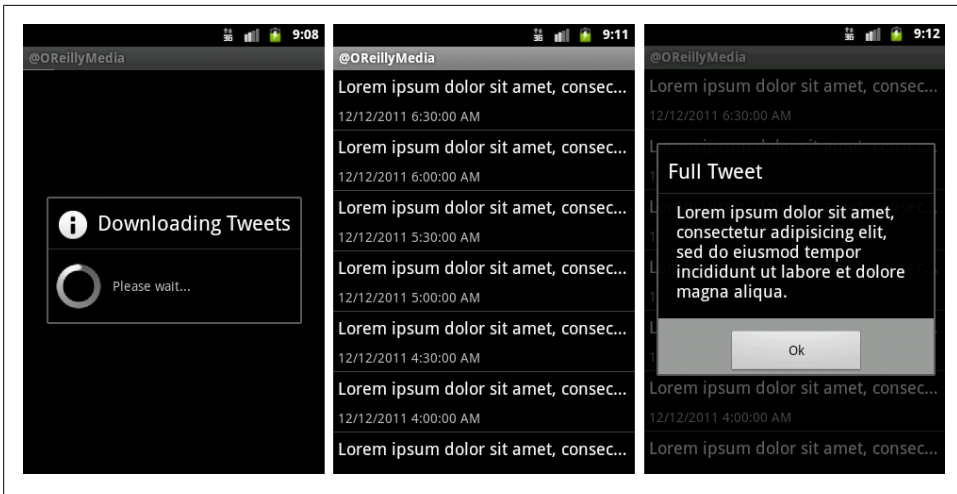 9:08
@OReillyMedia
Downloading Tweets
Please wait...
9:11
@OReillyMedia
Lorem ipsum dolor sit amet, consec...
12/12/2011 6:30:00 AM
Lorem ipsum dolor sit amet, consec...
12/12/2011 6:00:00 AM
Lorem ipsum dolor sit amet, consec...
12/12/2011 5:30:00 AM
Lorem ipsum dolor sit amet, consec...
12/12/2011 5:00:00 AM
Lorem ipsum dolor sit amet, consec...
12/12/2011 4:30:00 AM
Lorem ipsum dolor sit amet, consec...
12/12/2011 4:00:00 AM
Lorem ipsum dolor sit amet, consec...
9:12
@OReillyMedia
Lorem ipsum dolor sit amet, consec...
12/12/2011 6:30:00 AM
Full Tweet
Lorem ipsum dolor sit amet,
consectetur adipisicing elit,
sed do eiusmod tempor
incididunt ut labore et dolore
magna aliqua.
Ok
Lorem ipsum dolor sit amet, consec...
12/12/2011 4:00:00 AM
Lorem ipsum dolor sit amet, consec...